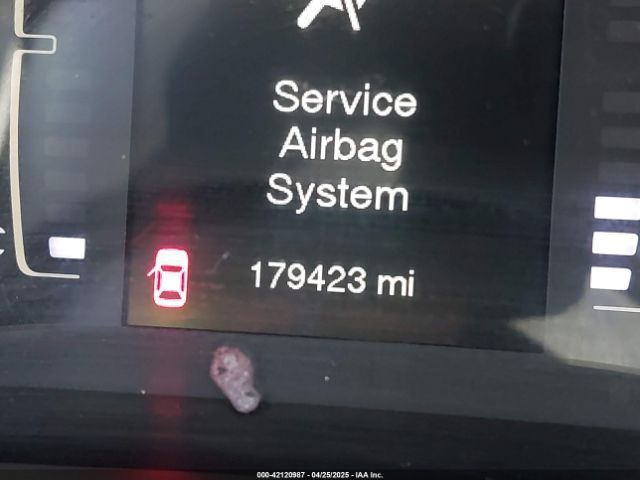 Service
Airbag
System
179423 mi
000-42120987 - 04/25/2025 - IAA Inc.